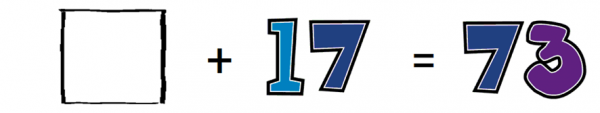 + 17 = 73